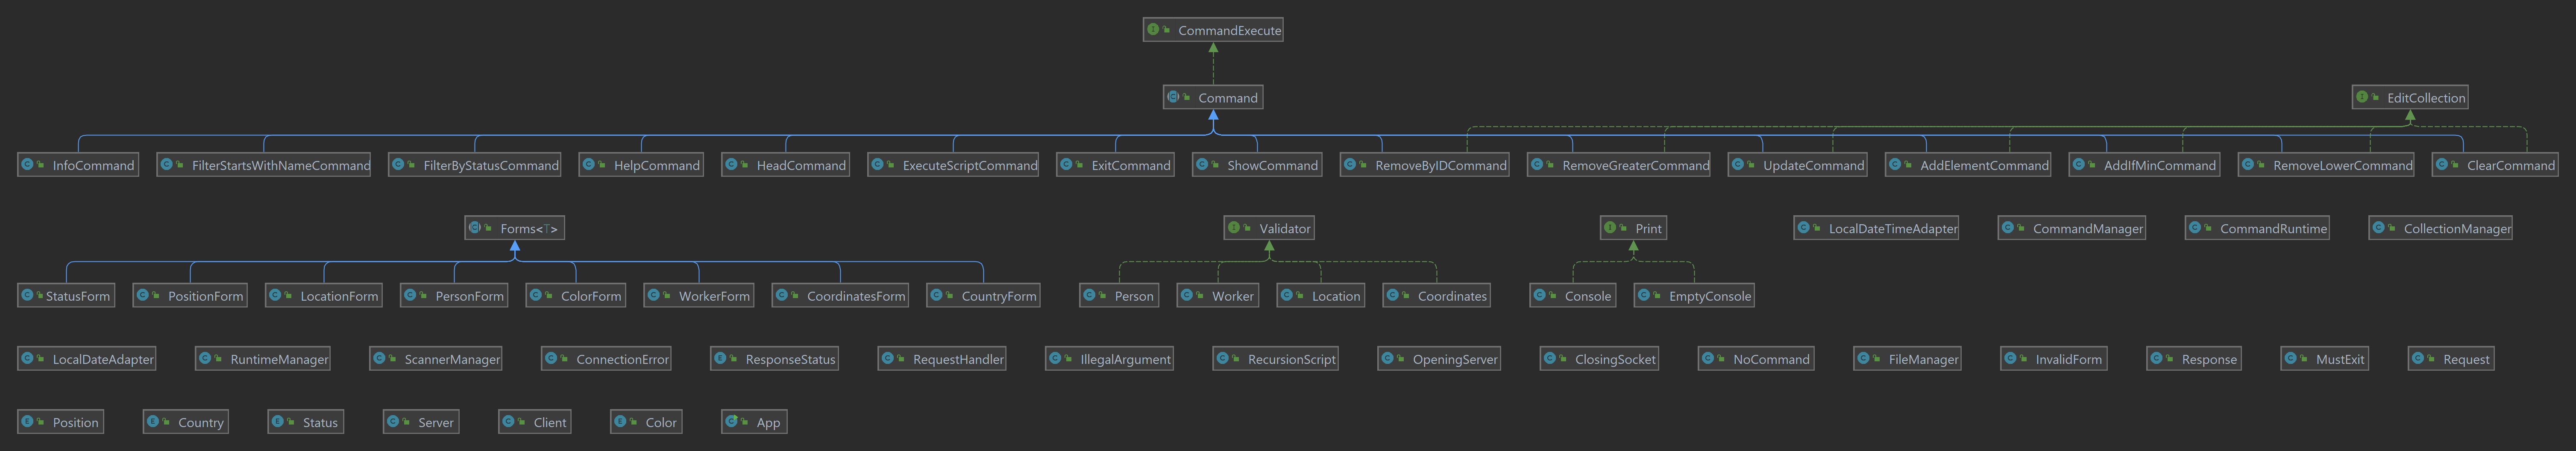 CommandExecute
Command
EditCollection
InfoCommand
FilterStartsWithNameCommand
FilterByStatusCommand
HelpCommand
HeadCommand
ExecuteScriptCommand
ExitCommand
ShowCommand
RemoveByIDCommand
RemoveGreaterCommand
UpdateCommand
AddElementCommand
AddIfMinCommand
RemoveLowerCommand
ClearCommand
Forms<T>
Validator
Print
LocalDateTimeAdapter
CommandManager
CommandRuntime
CollectionManager
StatusForm
PositionForm
LocationForm
PersonForm
ColorForm
WorkerForm
CoordinatesForm
CountryForm
Person
Worker
Location
Coordinates
Console
EmptyConsole
LocalDateAdapter
RuntimeManager
ScannerManager
ConnectionError
ResponseStatus
RequestHandler
IllegalArgument
RecursionScript
OpeningServer
ClosingSocket
NoCommand
FileManager
InvalidForm
Response
MustExit
Request
Position
Country
Status
Server
Client
Color
App